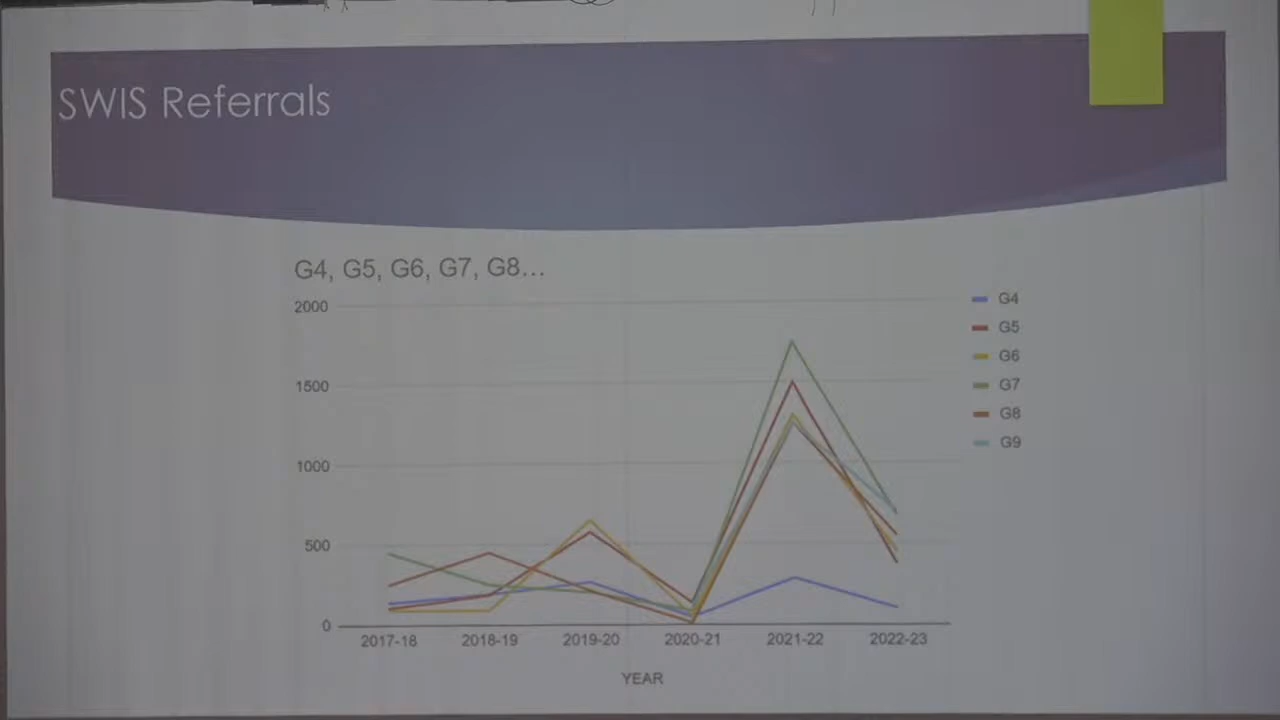 SWIS Referrals
G4, G5, G6, G7, G8...
2000
1500
1000
500
0
2017-18 2018-19 2019-20 2020-21 2021-22 2022-23
YEAR
G4
G5
G6
G7
G8
G9